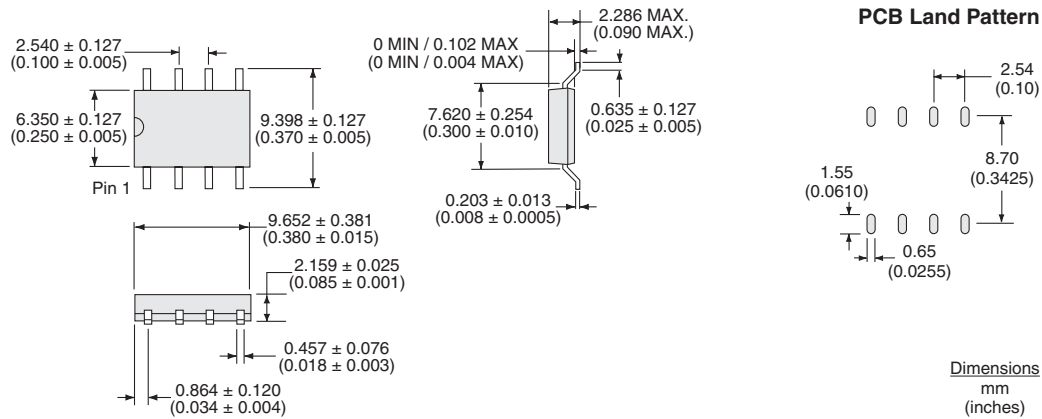 2.540 ± 0.127
(0.100 ± 0.005)
6.350 ± 0.127
(0.250 ± 0.005)
9.398 ± 0.127
(0.370 ± 0.005)
Pin 1
9.652 ± 0.381
(0.380 ± 0.015)
2.159 ± 0.025
(0.085 ± 0.001)
0.457 ± 0.076
(0.018 ± 0.003)
0.864 ± 0.120
(0.034 ± 0.004)
2.286 MAX.
(0.090 MAX.)
0 MIN / 0.102 MAX
(0 MIN / 0.004 MAX)
7.620 ± 0.254
(0.300 ± 0.010)
0.635 ± 0.127
(0.025 ± 0.005)
0.203 ± 0.013
(0.008 ± 0.0005)
PCB Land Pattern
2.54
(0.10)
8.70
(0.3425)
1.55
(0.0610)
0.65
(0.0255)
Dimensions
mm
(inches)